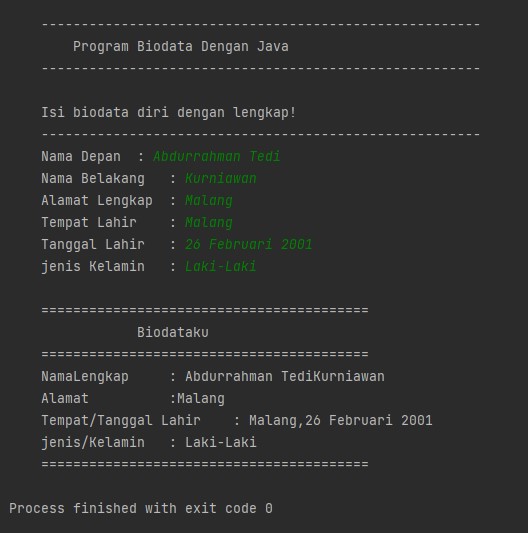 -------------------------------------------------------
Program Biodata Dengan Java
-------------------------------------------------------
Isi biodata diri dengan lengkap!
-------------------------------------------------------
Nama Depan  : Abdurrahman Tedi
Nama Belakang   : Kurniawan
Alamat Lengkap  : Malang
Tempat Lahir    : Malang
Tanggal Lahir   : 26 Februari 2001
jenis Kelamin   : Laki-Laki
=========================================
Biodataku
=========================================
NamaLengkap     : Abdurrahman TediKurniawan
Alamat          :Malang
Tempat/Tanggal Lahir    : Malang,26 Februari 2001
jenis/Kelamin   : Laki-Laki
=========================================
Process finished with exit code 0